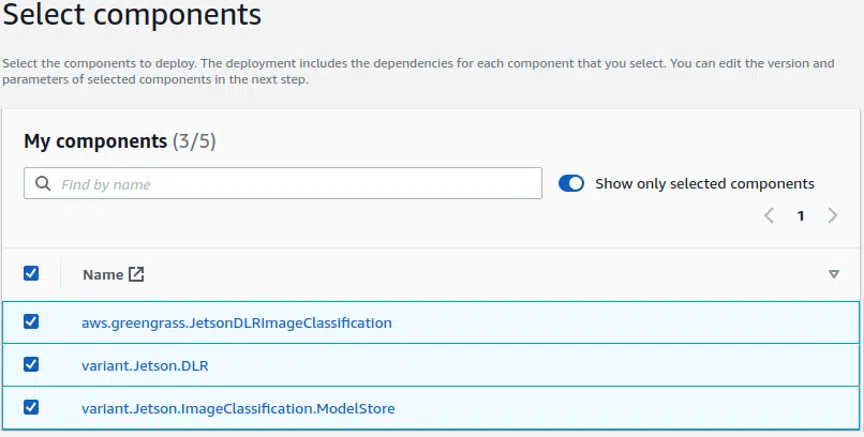 Select components
Select the components to deploy. The deployment includes the dependencies for each component that you select. You can edit the version and
parameters of selected components in the next step.
My components (3/5)
Find by name
Show only selected components
1
Name
aws.greengrass.JetsonDLRImageClassification
variant.Jetson.DLR
variant.Jetson.ImageClassification.ModelStore